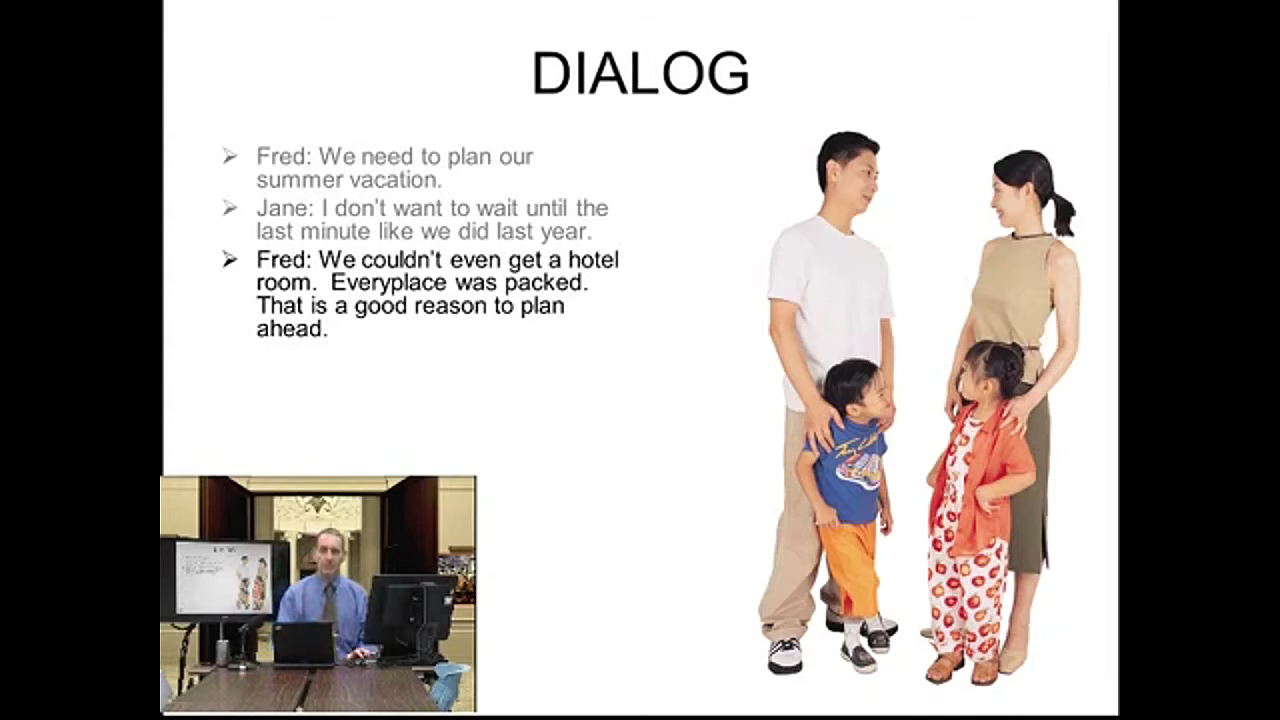 DIALOG
Fred: We need to plan our
summer vacation.
Jane: I don't want to wait until the
last minute like we did last year.
Fred: We couldn't even get a hotel
room.  Everyplace was packed.
That is a good reason to plan
ahead.